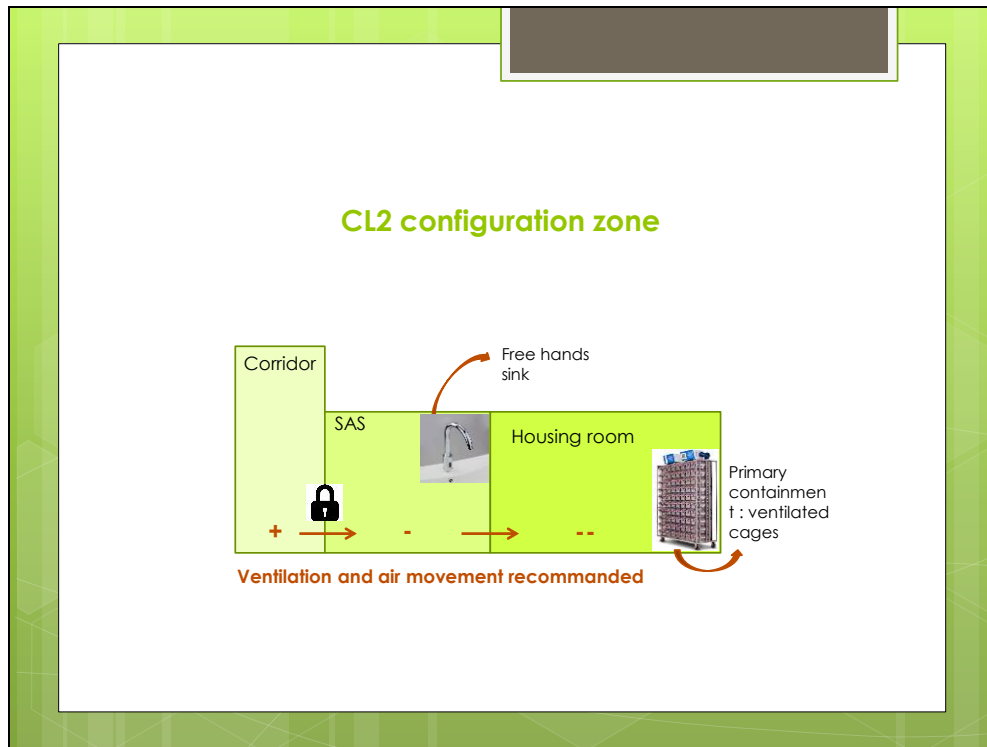 CL2 configuration zone
Corridor
Free hands
sink
SAS
Housing room
Primary
containmen
t : ventilated
cages
+
-
--
Ventilation and air movement recommanded